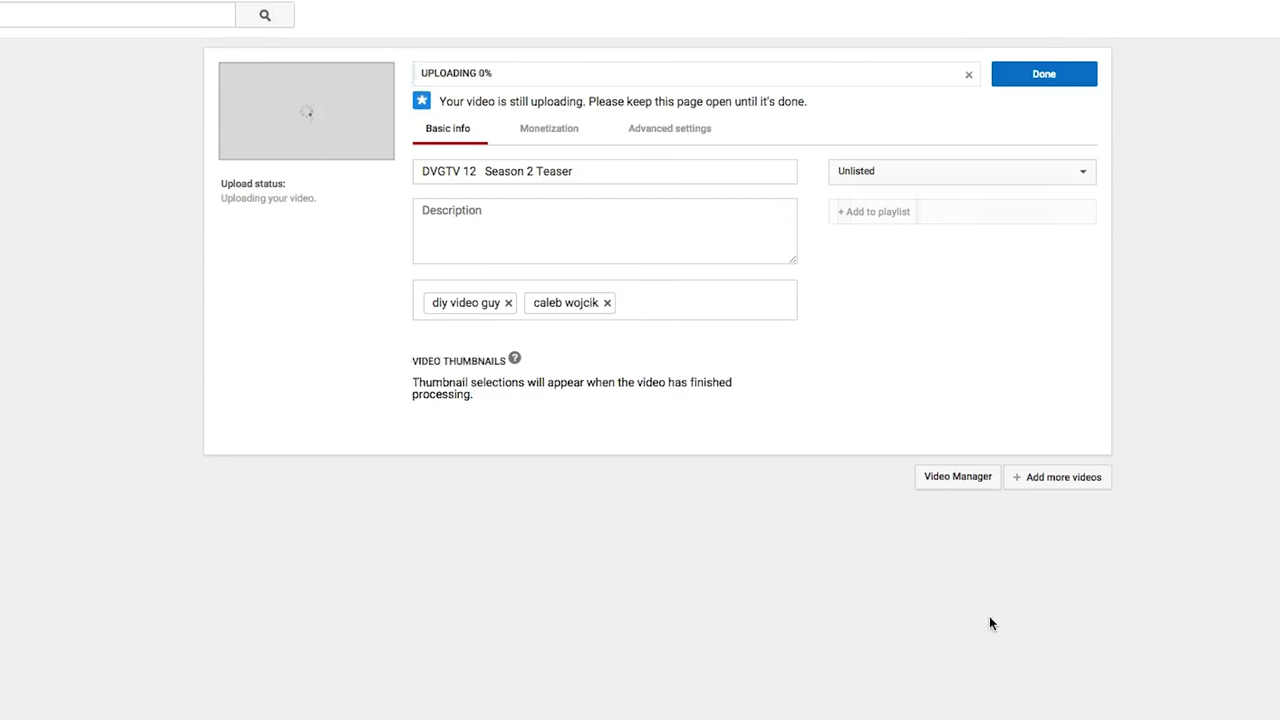 UPLOADING 0%
Done
Your video is still uploading. Please keep this page open until it's done.
Basic info
Monetization
Advanced settings
DVGTV 12 Season 2 Teaser
Unlisted
Upload status:
Uploading your video.
Description
+ Add to playlist
diy video guy
caleb wojcik
VIDEO THUMBNAILS ?
Thumbnail selections will appear when the video has finished
processing.
Video Manager
+ Add more videos